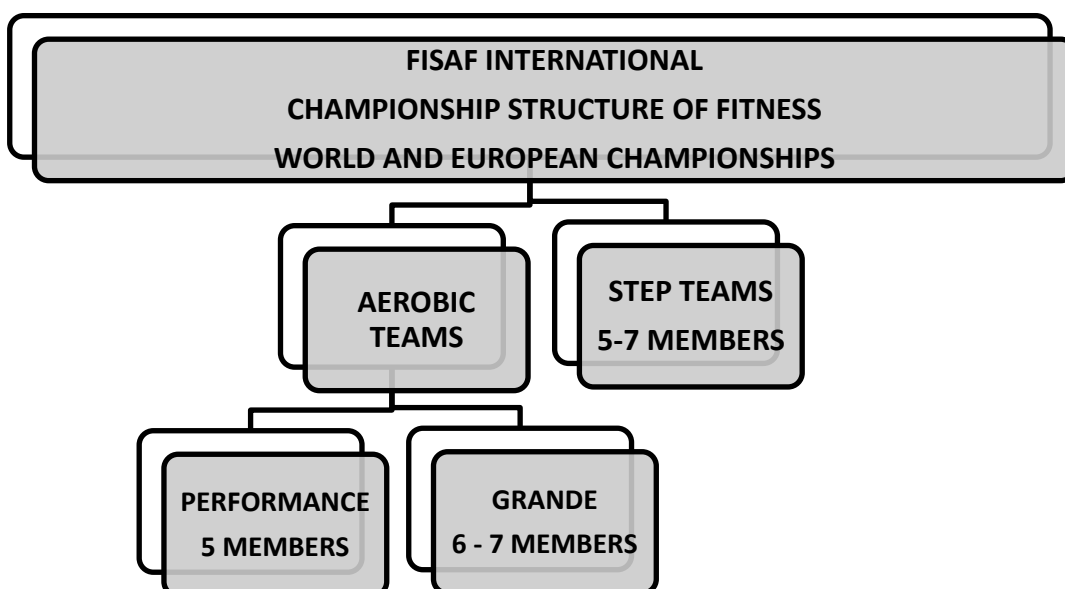 FISAF INTERNATIONAL
CHAMPIONSHIP STRUCTURE OF FITNESS
WORLD AND EUROPEAN CHAMPIONSHIPS
AEROBIC
TEAMS
STEP TEAMS
5-7 MEMBERS
PERFORMANCE
5 MEMBERS
GRANDE
6 - 7 MEMBERS